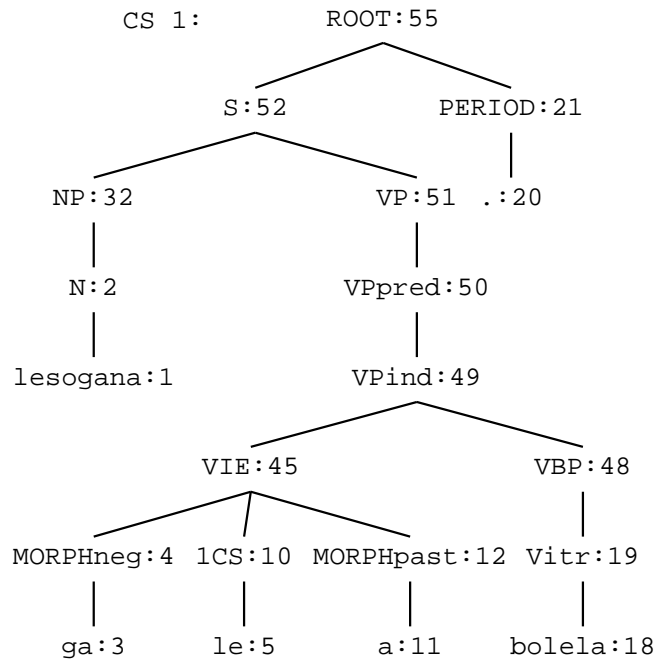 CS 1: ROOT:55
S:52 PERIOD:21
NP:32 VP:51 .:20
N:2 VPpred:50
lesogana:1 VPind:49
VIE:45 VBP:48
MORPHneg:4 1CS:10 MORPHpast:12 Vitr:19
ga:3 le:5 a:11 bolela:18